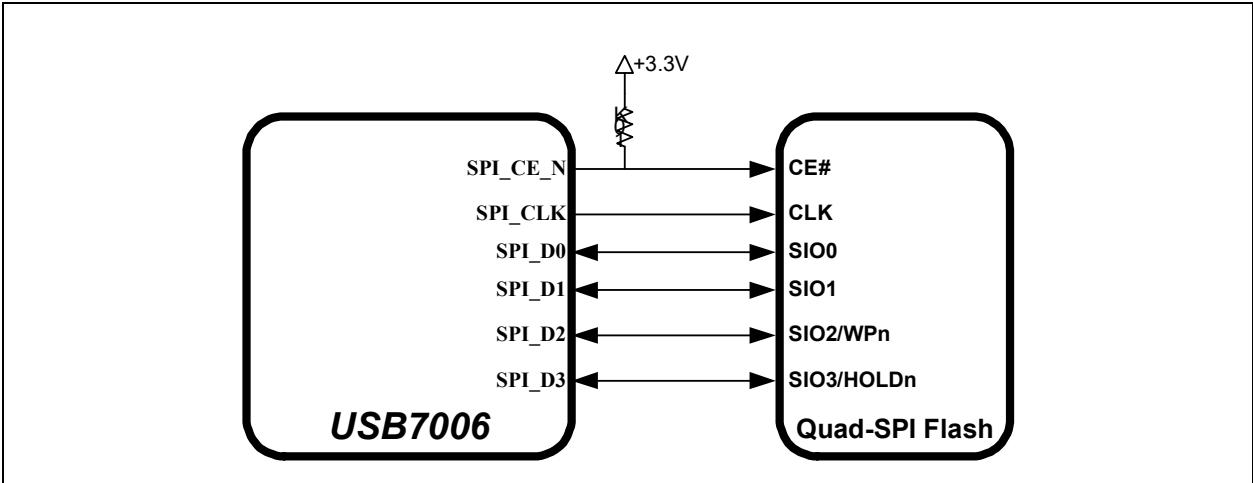 +3.3V
SPI_CE_N CE#
SPI_CLK CLK
SPI_D0 SIO0
SPI_D1 SIO1
SPI_D2 SIO2/WPn
SPI_D3 SIO3/HOLDn
USB7006 Quad-SPI Flash